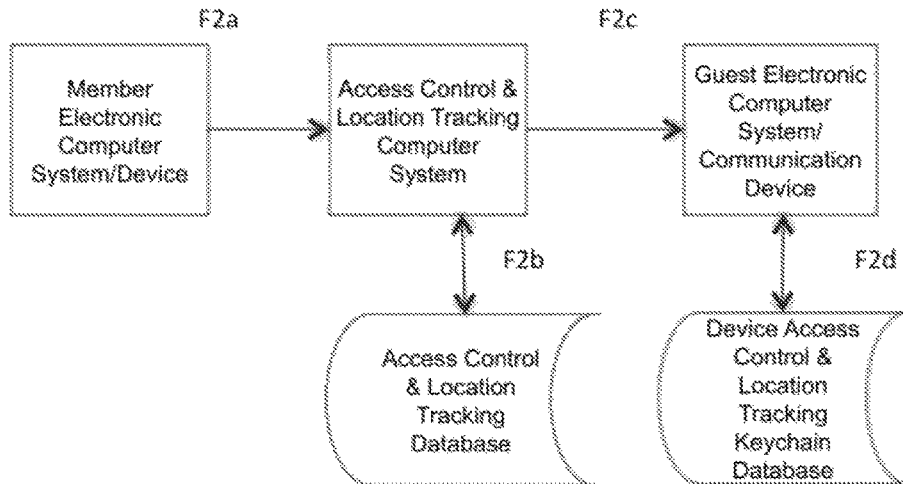 F2a
F2c
Member
Electronic
Computer
System/Device
Access Control &
Location Tracking
Computer
System
Guest Electronic
Computer
System/
Communication
Device
F2b
F2d
Access Control
& Location
Tracking
Database
Device Access
Control &
Location
Tracking
Keychain
Database